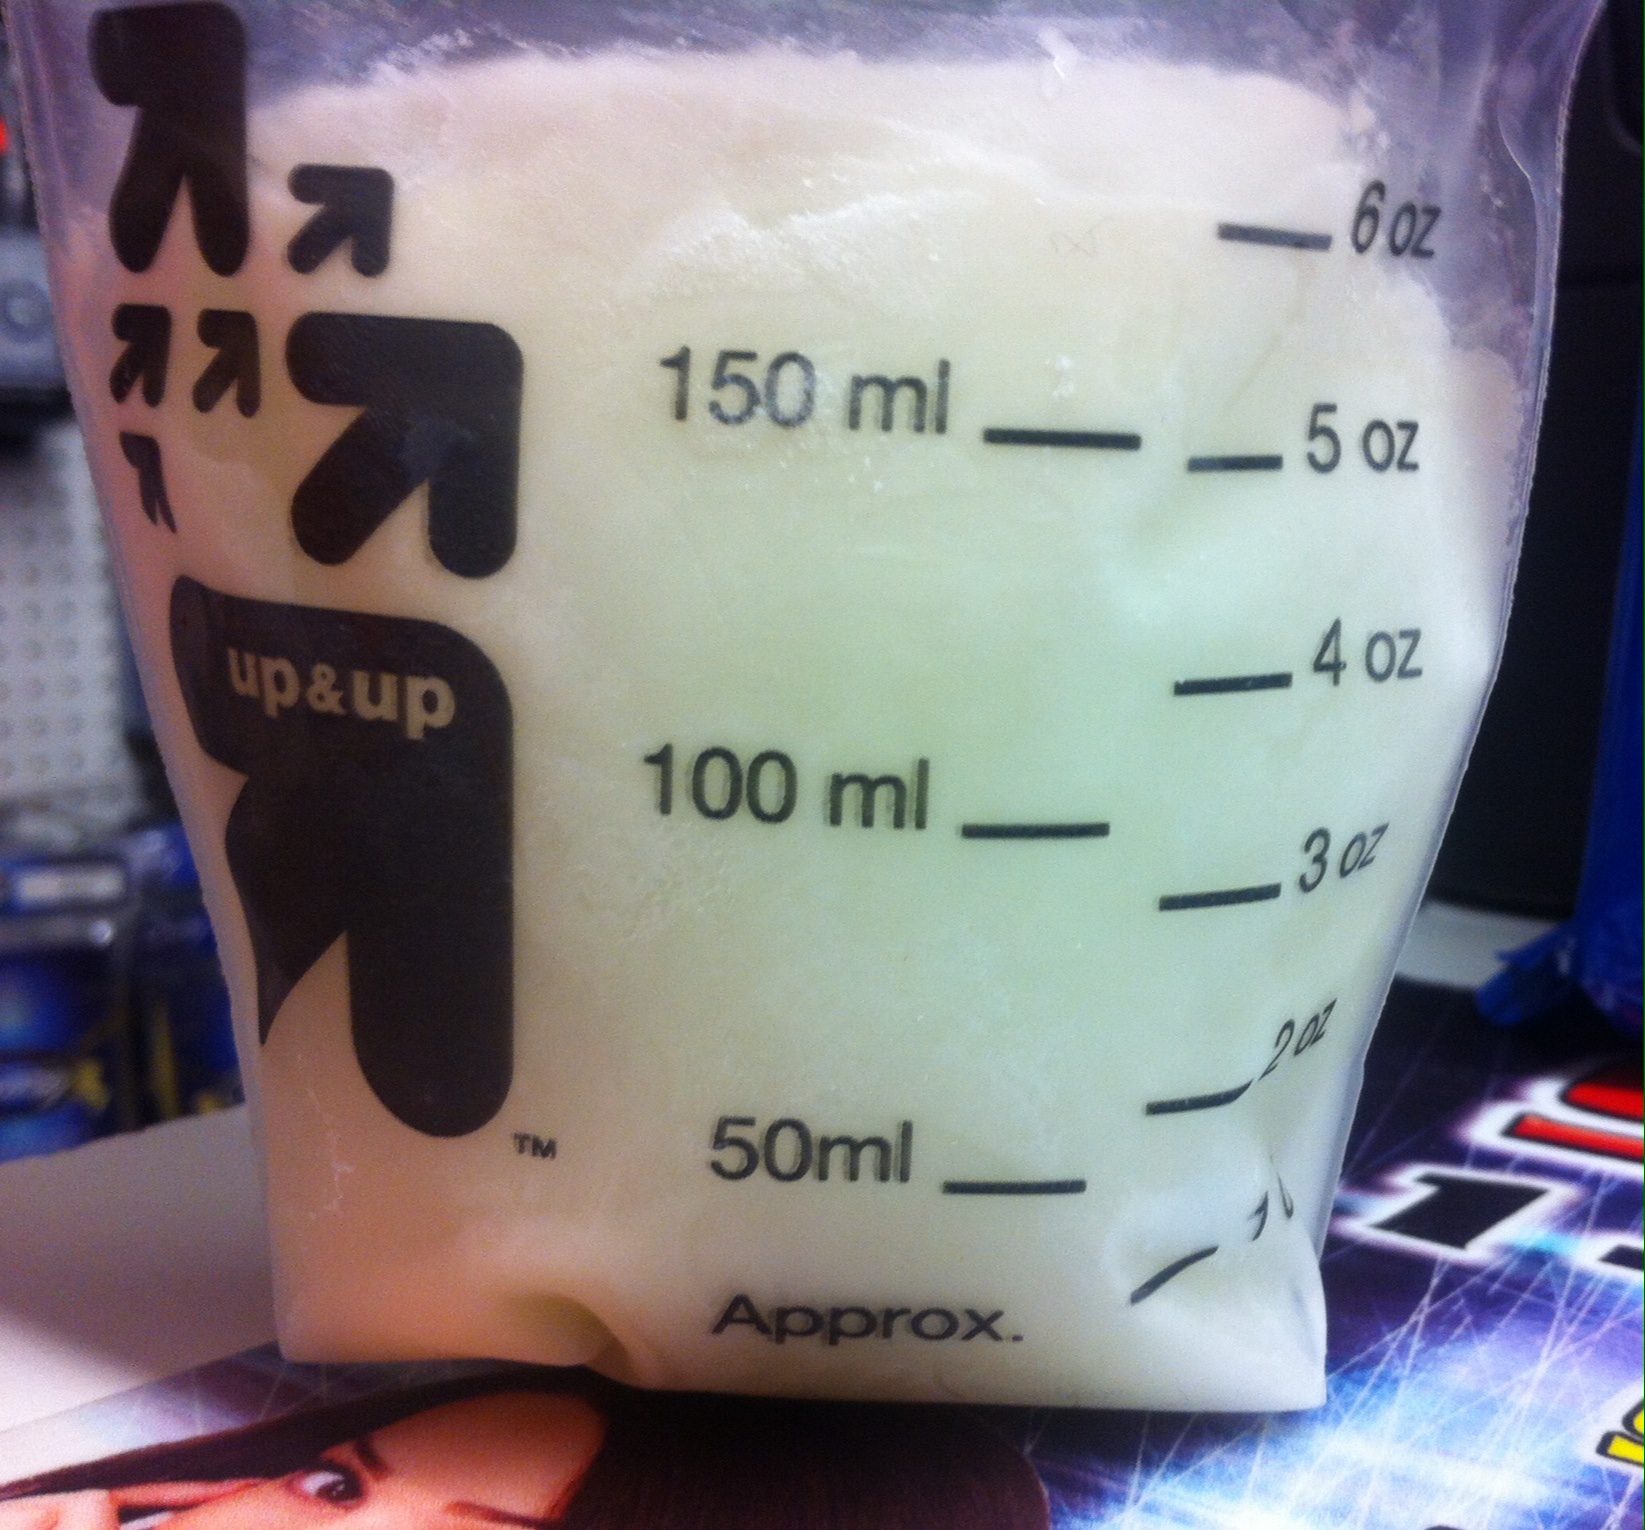 6 oz
150 ml
5 oz
up&up
4 oz
100 ml
3 oz
2 oz
TM
50ml
1
Approx.